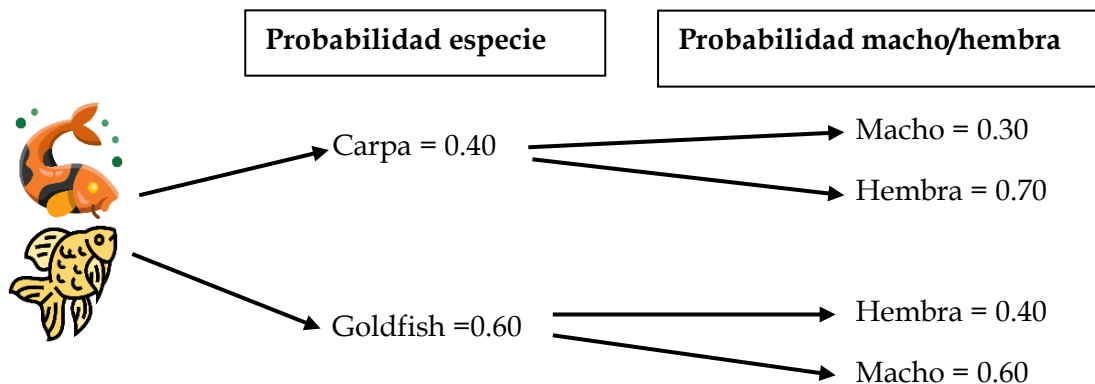 Probabilidad especie
Probabilidad macho/hembra
Carpa = 0.40
Macho = 0.30
Hembra = 0.70
Goldfish =0.60
Hembra = 0.40
Macho = 0.60